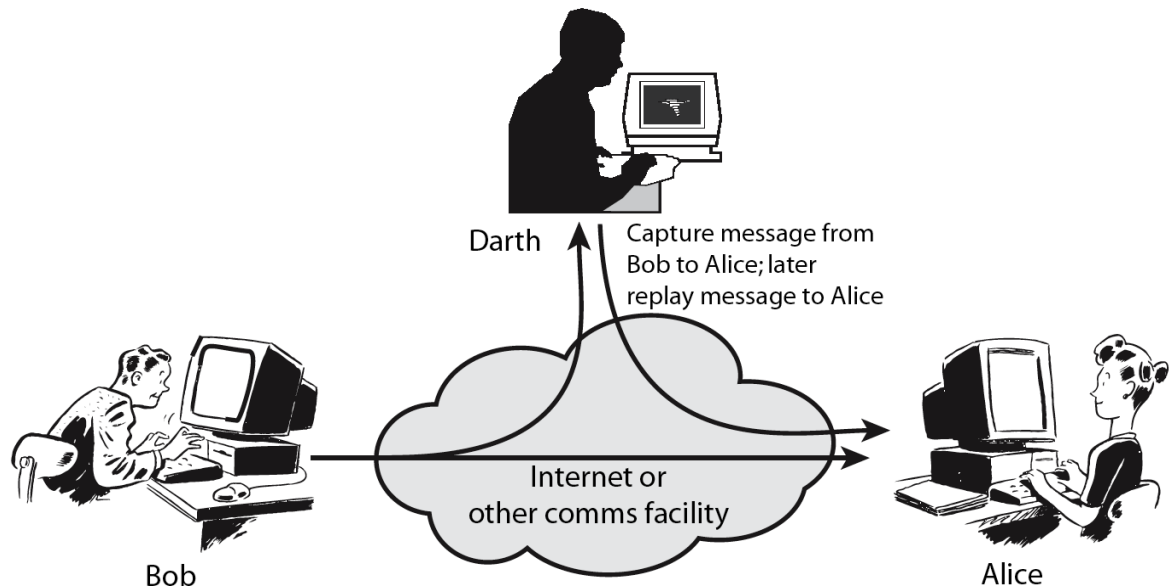 Darth
Capture message from
Bob to Alice; later
replay message to Alice
Internet or
other comms facility
Bob
Alice